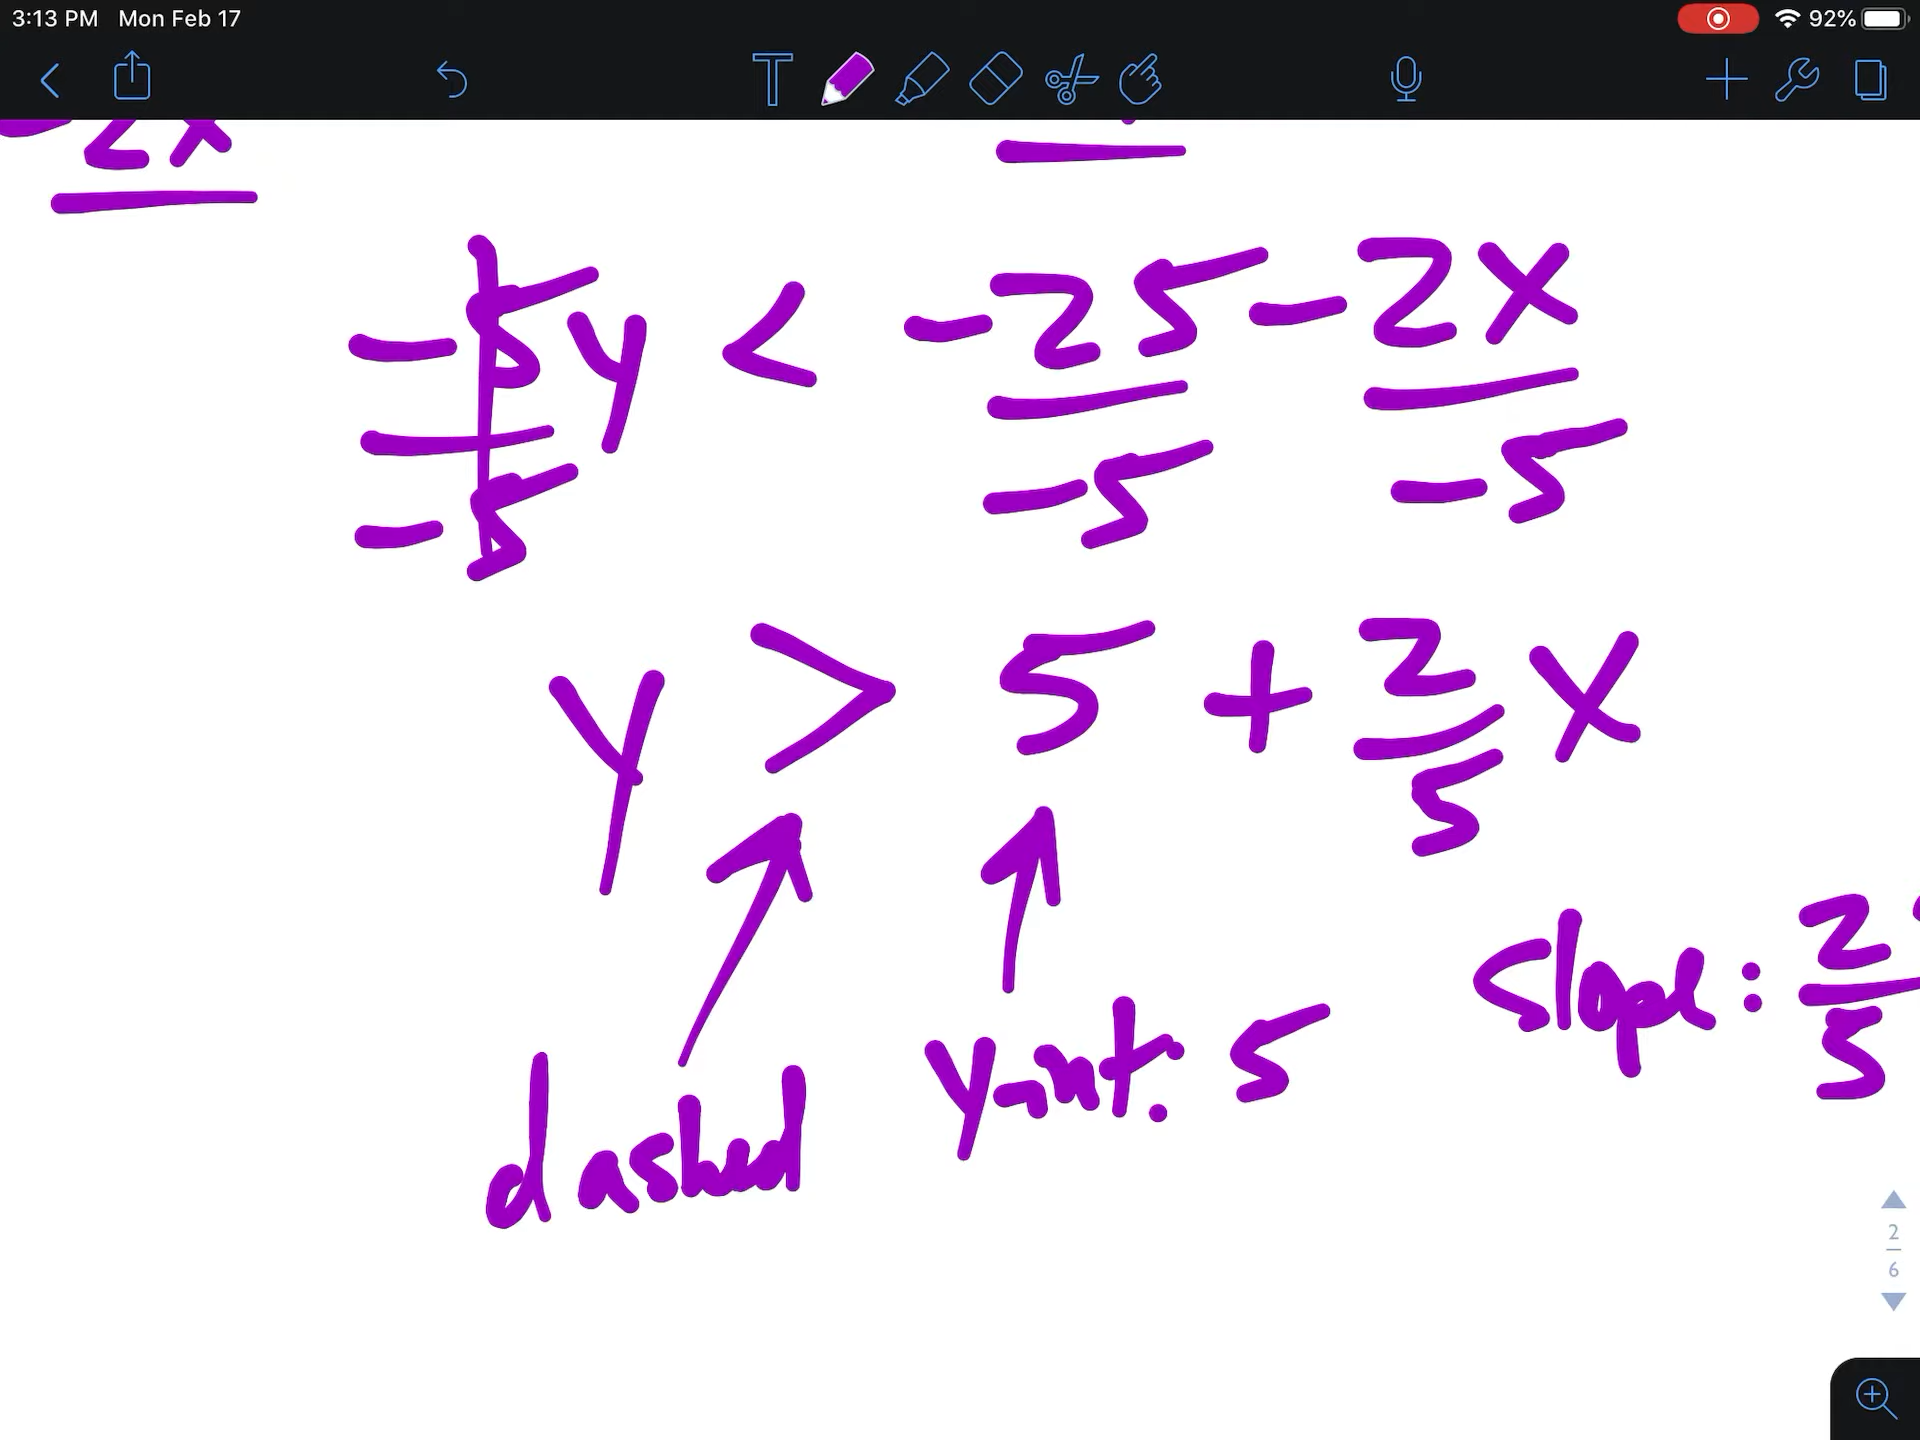 3:13 PM Mon Feb 17 92%
2x
-5y < -25 - 2x
-5 -5 -5
y > 5 + 2/5 x
slope: 2/5
y-int: 5
dashed
2
6